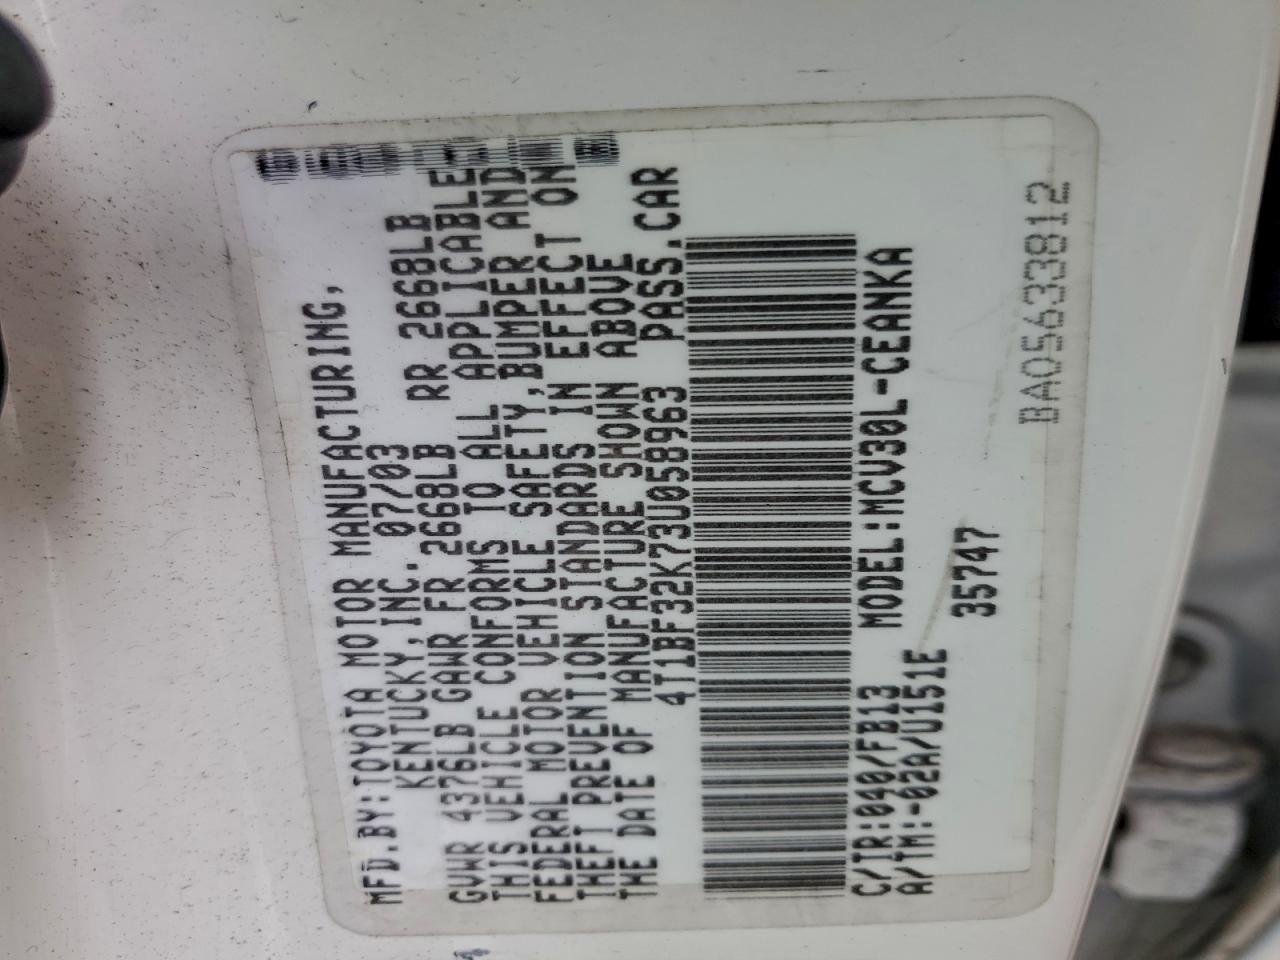 MFD.BY:TOYOTA MOTOR MANUFACTURING,
KENTUCKY,INC. 07/03
GVWR 4376LB GAWR FR 2668LB RR 2668LB
THIS VEHICLE CONFORMS TO ALL APPLICABLE
FEDERAL MOTOR VEHICLE SAFETY,BUMPER AND
THEFT PREVENTION STANDARDS IN EFFECT ON
THE DATE OF MANUFACTURE SHOWN ABOVE
4T1BF32K73U058963 PASS.CAR
C/TR:040/FB13 MODEL:MCV30L-CEANKA
A/TM:-02A/U151E 35747
BA05633812